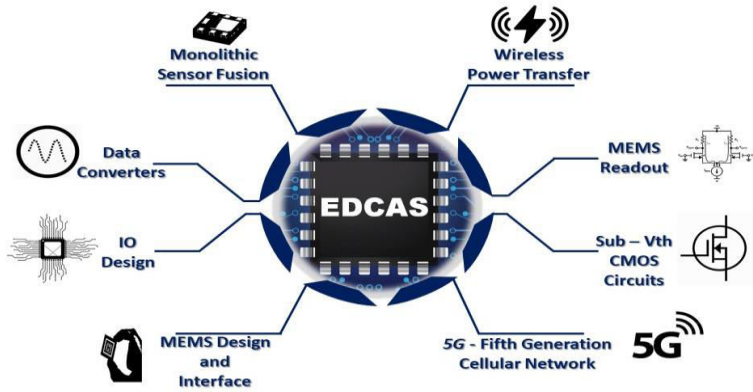 Monolithic
Sensor Fusion
Wireless
Power Transfer
Data
Converters
MEMS
Readout
EDCAS
IO
Design
Sub – Vth
CMOS
Circuits
MEMS Design
and
Interface
5G - Fifth Generation
Cellular Network
5G